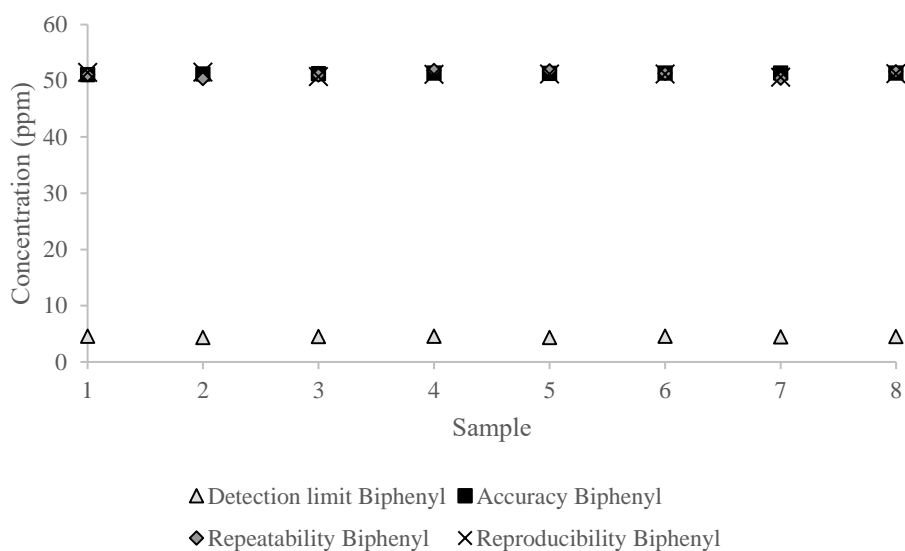 60
50
40
30
20
10
0
Concentration (ppm)
1 2 3 4 5 6 7 8
Sample
Detection limit Biphenyl Accuracy Biphenyl
Repeatability Biphenyl Reproducibility Biphenyl